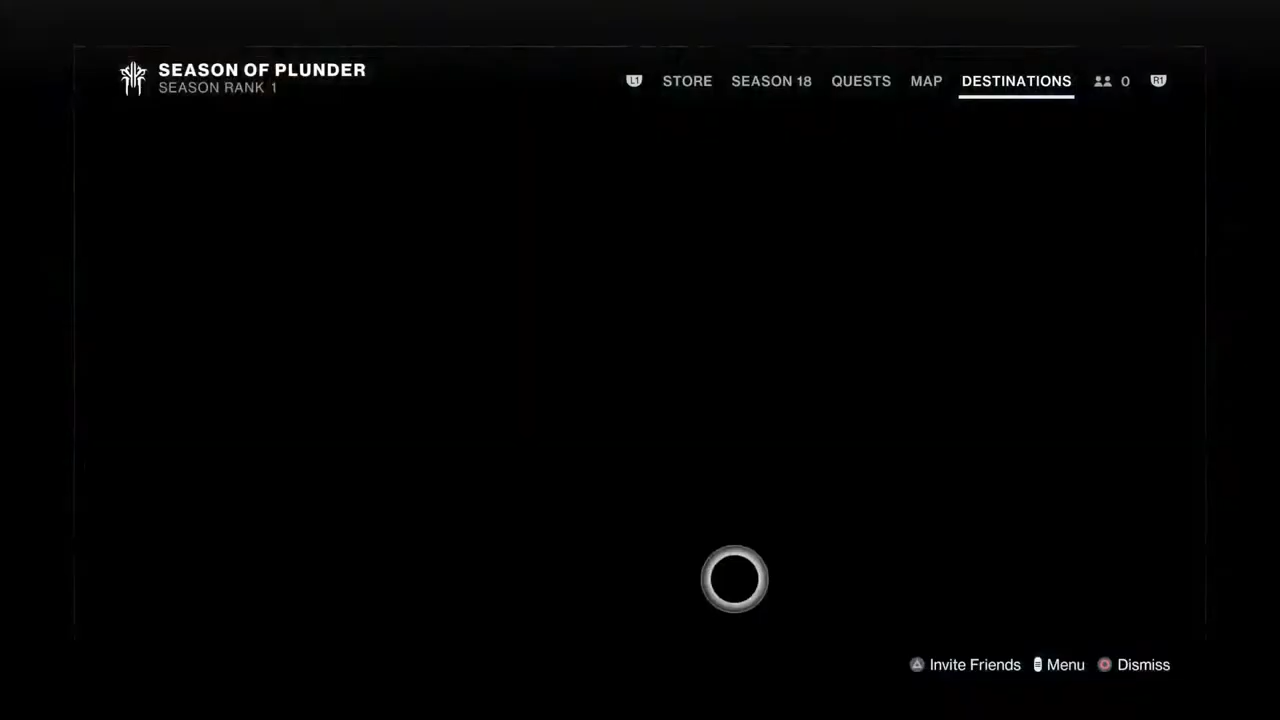 SEASON OF PLUNDER
SEASON RANK 1
L1 STORE SEASON 18 QUESTS MAP DESTINATIONS 0 R1
Invite Friends Menu Dismiss